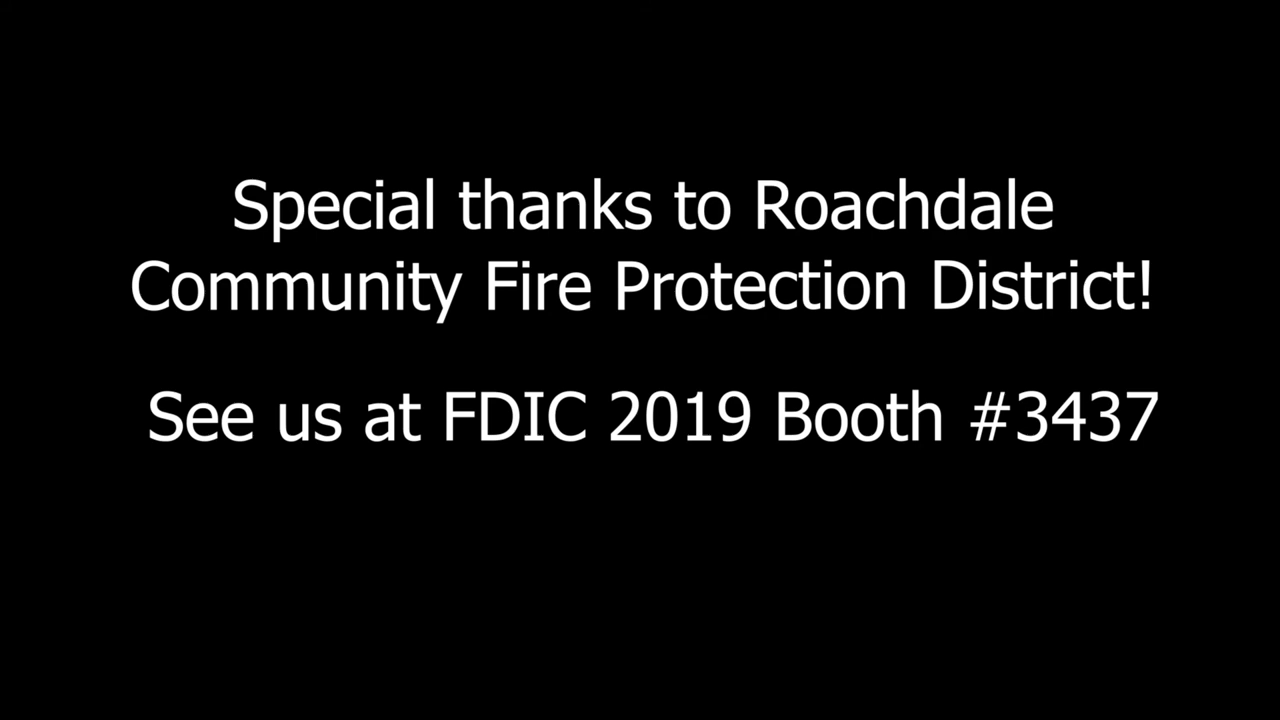 Special thanks to Roachdale
Community Fire Protection District!
See us at FDIC 2019 Booth #3437